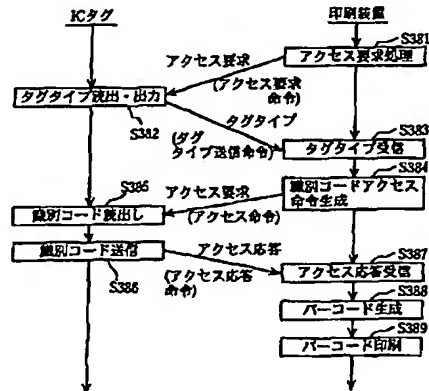 ICタグ
印刷装置
S381
アクセス要求処理
アクセス要求
(アクセス要求
命令)
タグタイプ読出・出力
S382
タグタイプ
(タグ
タイプ送信命令)
S383
タグタイプ受信
S384
識別コードアクセス
命令生成
アクセス要求
(アクセス命令)
S385
識別コード読出し
識別コード送信
S386
アクセス応答
(アクセス応答
命令)
S387
アクセス応答受信
S388
バーコード生成
S389
バーコード印刷